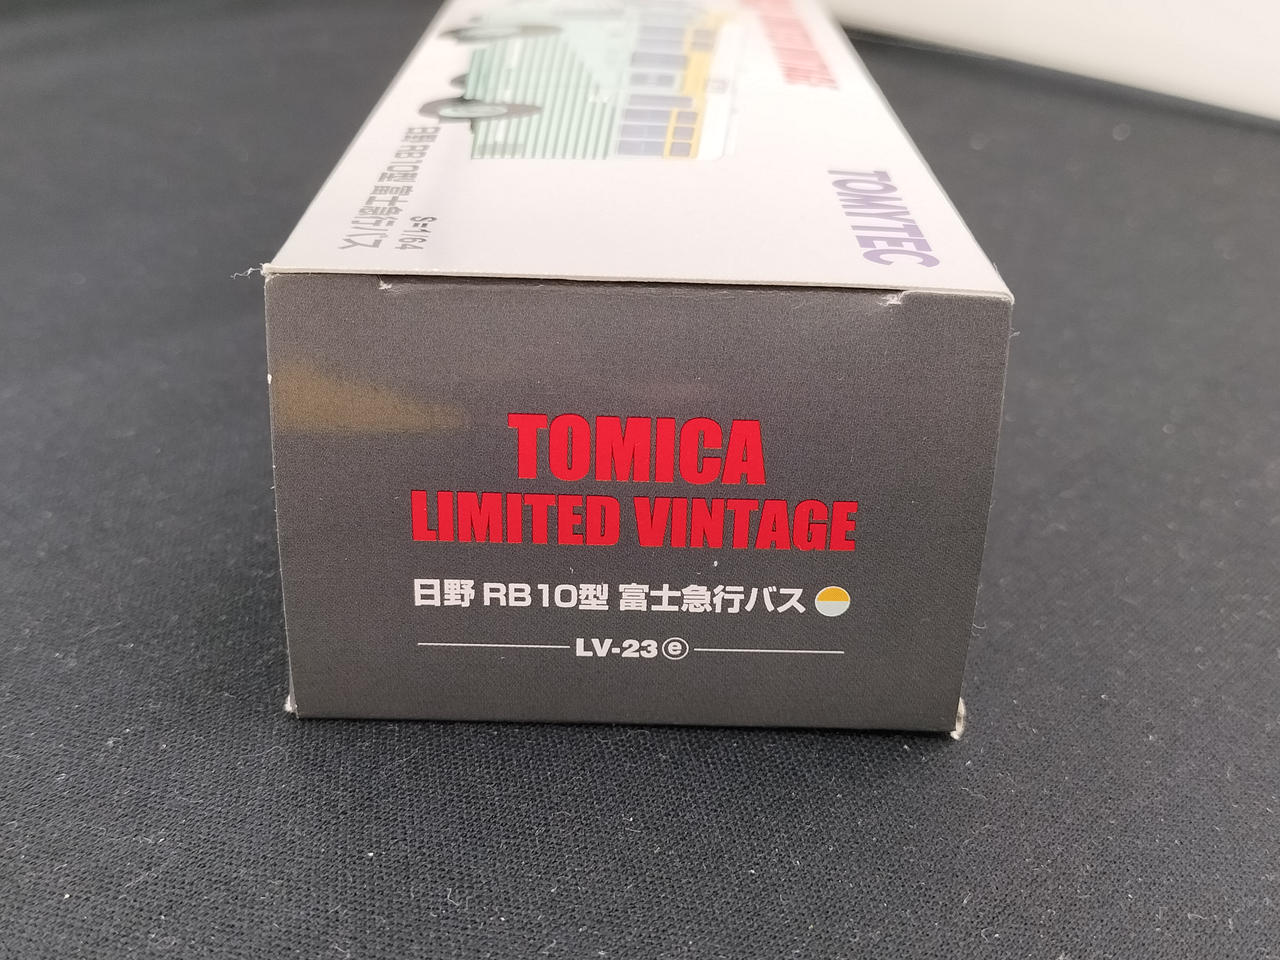 TOMYTEC
S=1/64
日野 RB10型 富士急行バス
TOMICA
LIMITED VINTAGE
日野 RB10型 富士急行バス
LV-23ⓔ